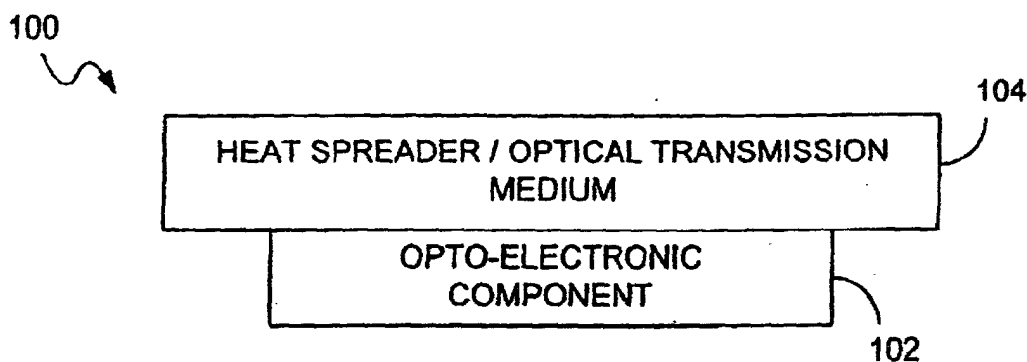 100
104
HEAT SPREADER / OPTICAL TRANSMISSION
MEDIUM
OPTO-ELECTRONIC
COMPONENT
102